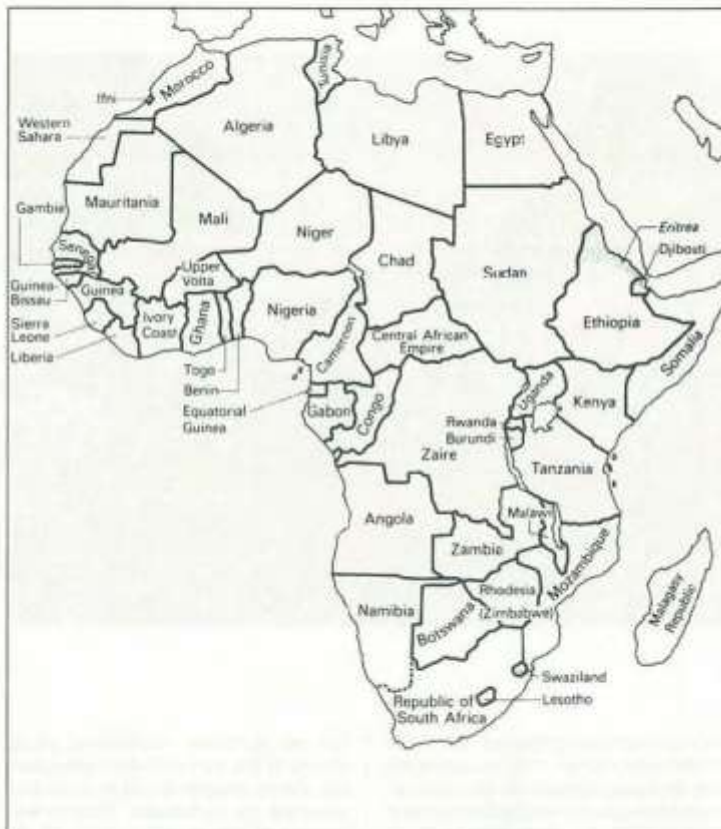 Tunisia
Morocco
Ifni
Western
Sahara
Algeria
Libya
Egypt
Mauritania
Mali
Niger
Chad
Sudan
Eritrea
Djibouti
Gambia
Senegal
Guinea-
Bissau
Guinea
Upper
Volta
Sierra
Leone
Liberia
Ivory
Coast
Ghana
Togo
Benin
Nigeria
Cameroon
Central African
Empire
Ethiopia
Somalia
Equatorial
Guinea
Gabon
Congo
Zaire
Uganda
Kenya
Rwanda
Burundi
Tanzania
Angola
Zambia
Malawi
Mozambique
Malagasy
Republic
Namibia
Botswana
Rhodesia
(Zimbabwe)
Swaziland
Lesotho
Republic of
South Africa